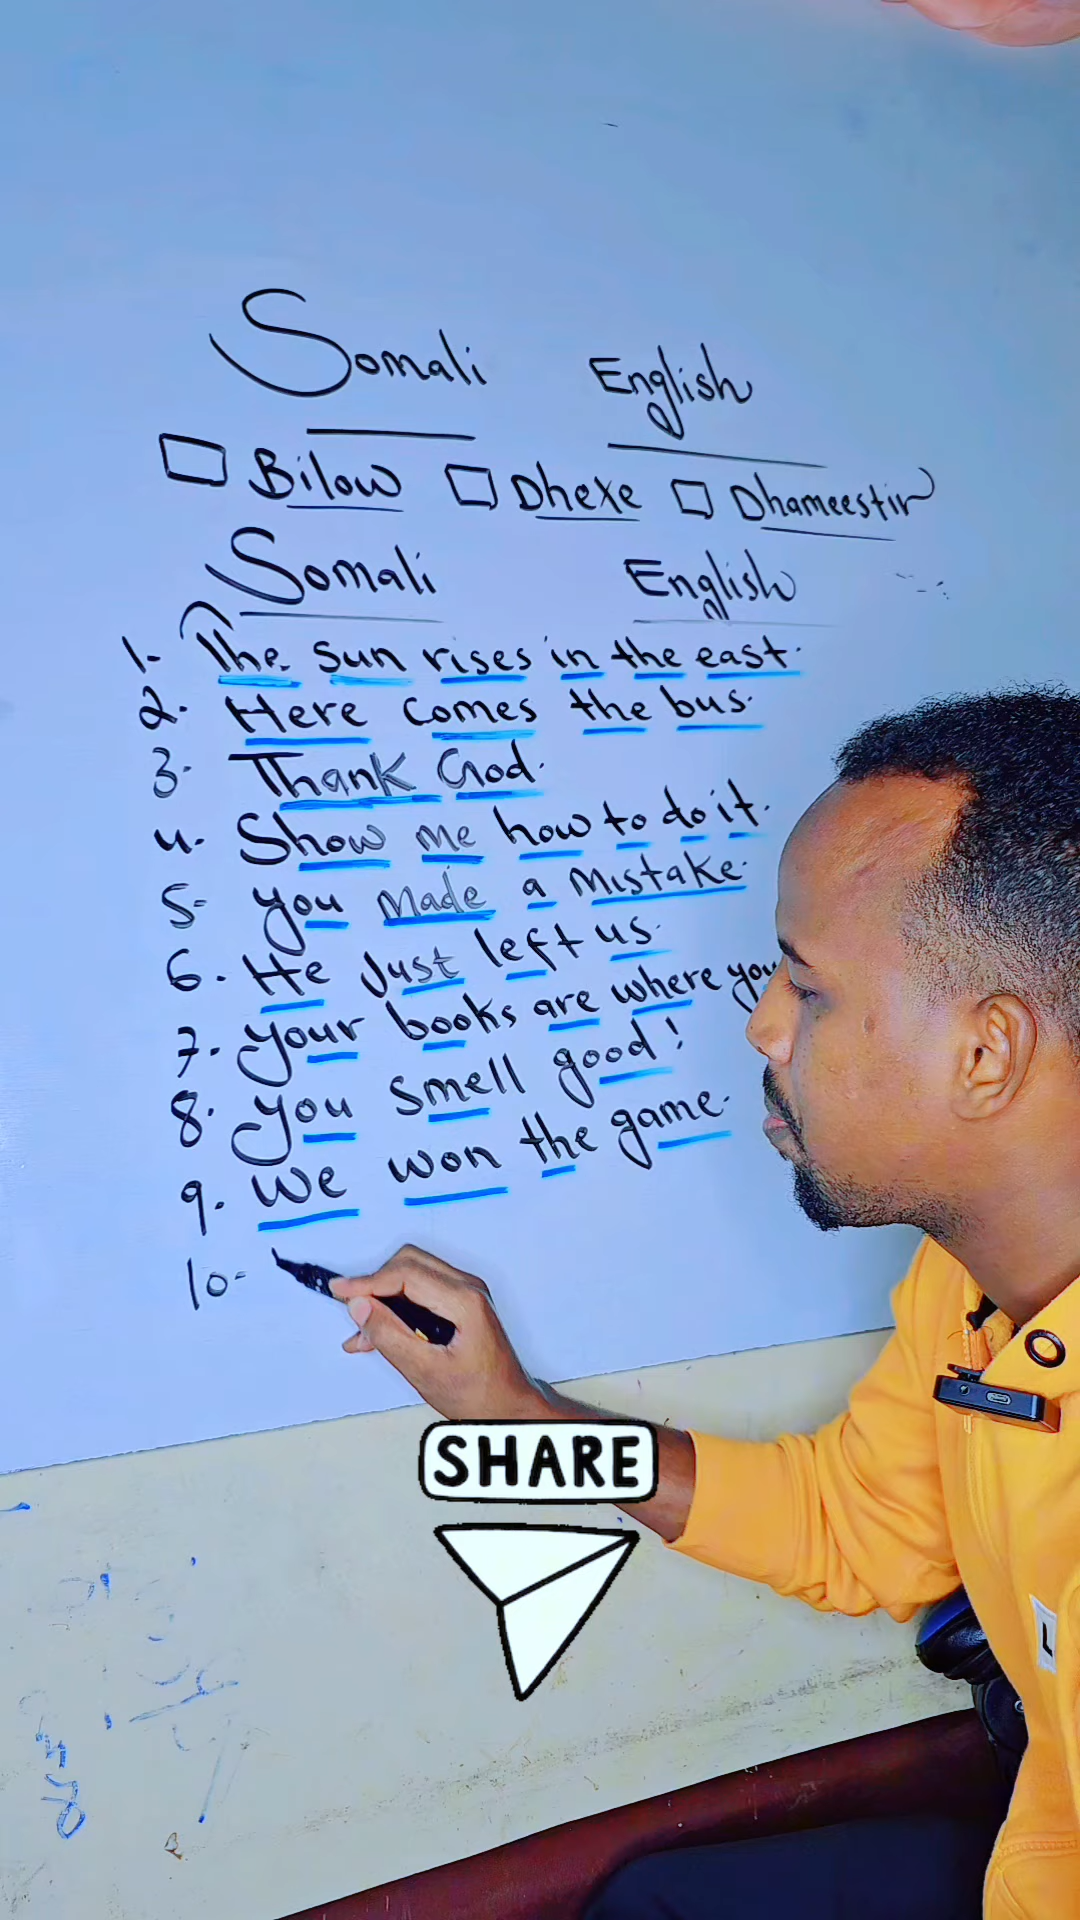 Somali English
Bilow Dhexe Dhameestir
Somali English
1- The sun rises in the east.
2. Here comes the bus.
3. Thank God.
4. Show me how to do it.
5- you made a mistake.
6. He Just left us.
7. your books are where you
8. you smell good!
9. We won the game.
10-
SHARE
L